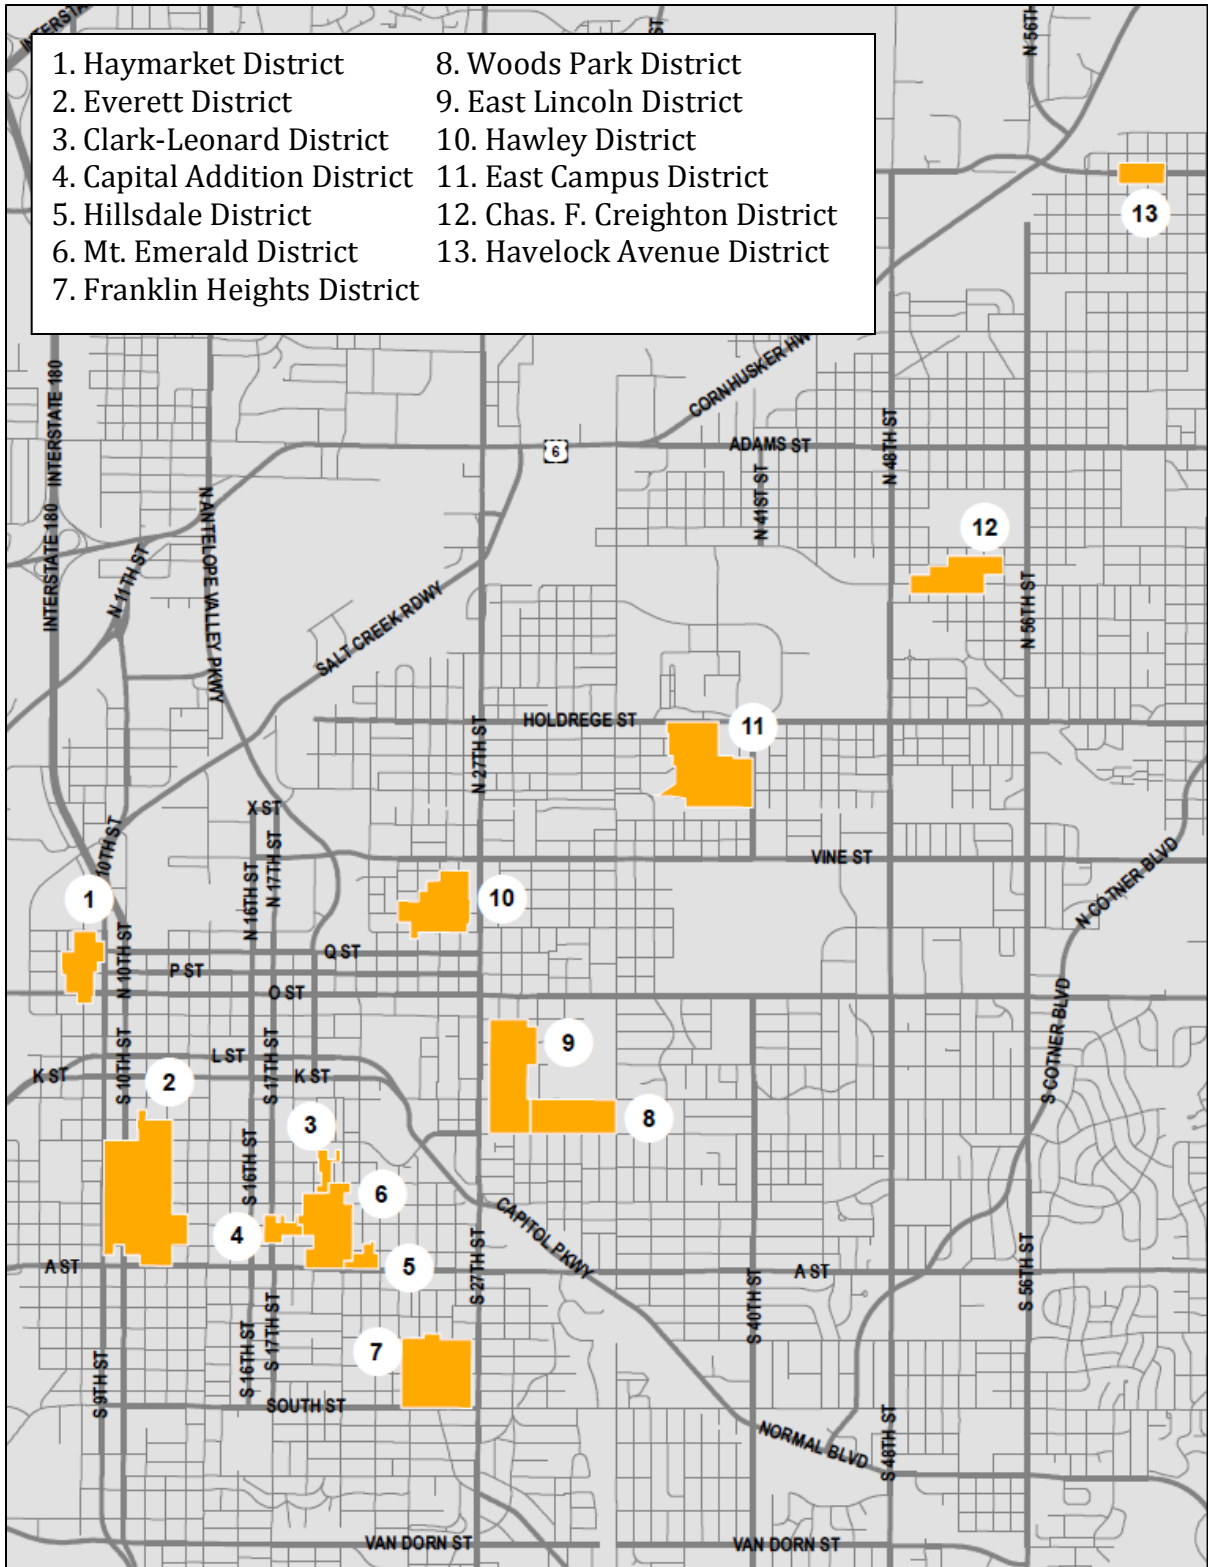 INTERSTA
ST
N 56TH
1. Haymarket District
2. Everett District
3. Clark-Leonard District
4. Capital Addition District
5. Hillsdale District
6. Mt. Emerald District
7. Franklin Heights District
8. Woods Park District
9. East Lincoln District
10. Hawley District
11. East Campus District
12. Chas. F. Creighton District
13. Havelock Avenue District
13
CORNHUSKER HW
INTERSTATE 180
6
ADAMS ST
N 48TH ST
N 41ST ST
INTERSTATE 180
N 11TH ST
N ANTELOPE VALLEY PKWY
12
N 56TH ST
SALT CREEK RDWY
HOLDREGE ST
11
N 27TH ST
X ST
10TH ST
N 17TH ST
N 16TH ST
VINE ST
N COTNER BLVD
1
10
N 10TH ST
Q ST
P ST
O ST
S COTNER BLVD
9
L ST
K ST
K ST
S 10TH ST
S 17TH ST
2
8
3
S 16TH ST
6
4
CAPITOL PKWY
5
A ST
A ST
S 27TH ST
S 40TH ST
S 56TH ST
S 17TH ST
S 16TH ST
7
S 9TH ST
SOUTH ST
NORMAL BLVD
S 48TH ST
VAN DORN ST
VAN DORN ST